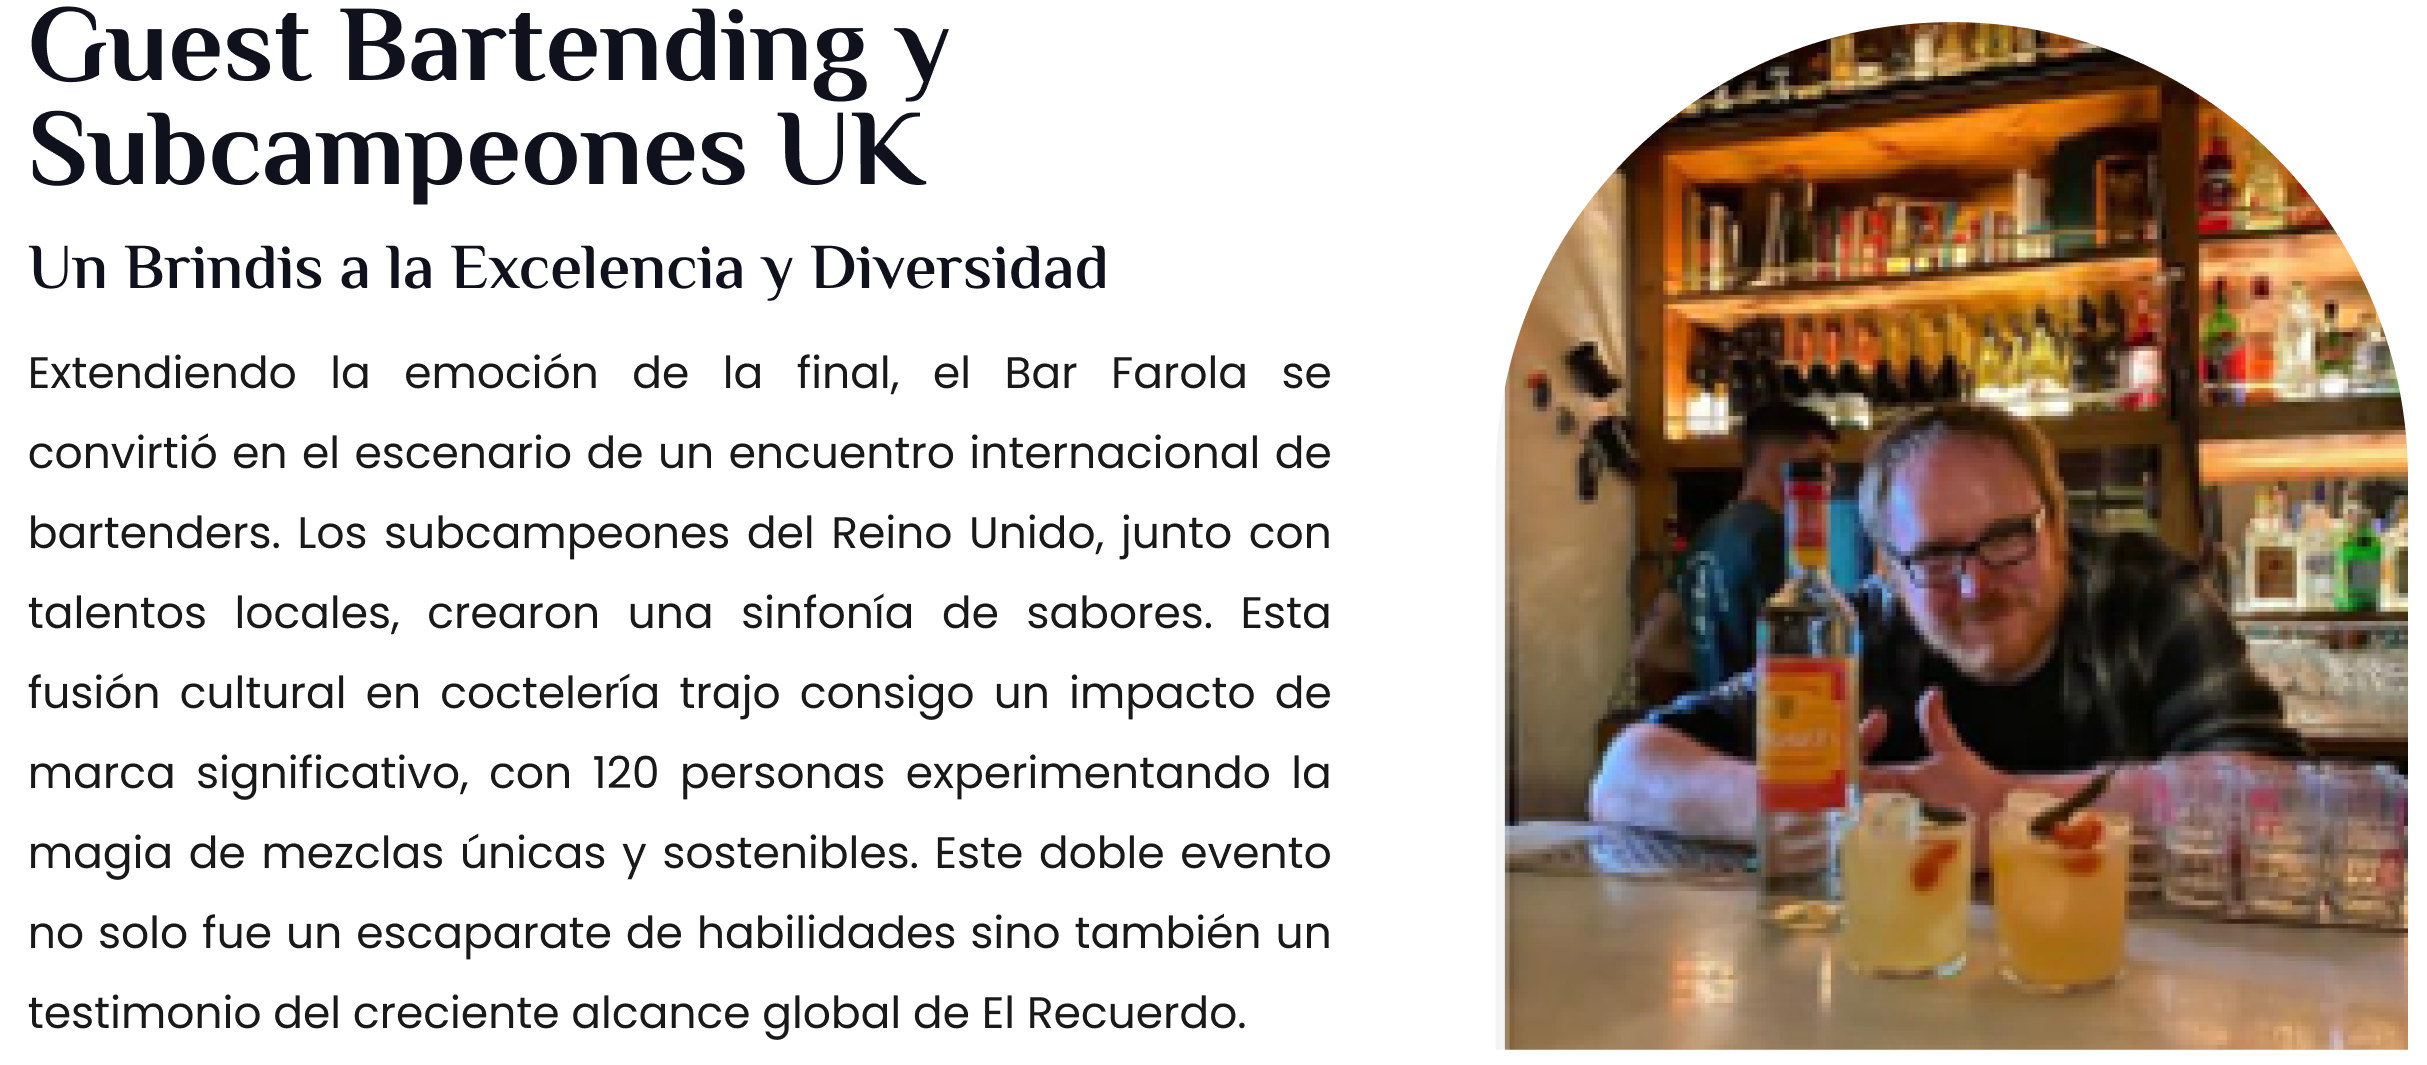 Guest Bartending y
Subcampeones UK
Un Brindis a la Excelencia y Diversidad
Extendiendo la emoción de la final, el Bar Farola se
convirtió en el escenario de un encuentro internacional de
bartenders. Los subcampeones del Reino Unido, junto con
talentos locales, crearon una sinfonía de sabores. Esta
fusión cultural en coctelería trajo consigo un impacto de
marca significativo, con 120 personas experimentando la
magia de mezclas únicas y sostenibles. Este doble evento
no solo fue un escaparate de habilidades sino también un
testimonio del creciente alcance global de El Recuerdo.